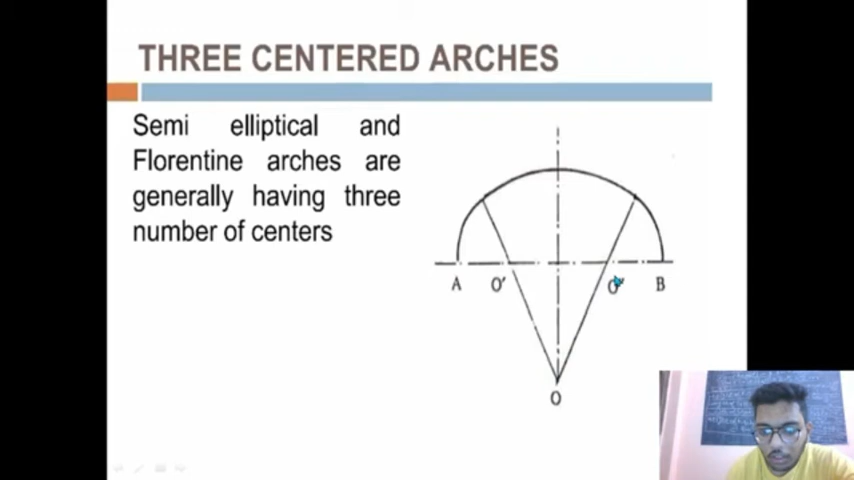 THREE CENTERED ARCHES
Semi elliptical and
Florentine arches are
generally having three
number of centers
A O' O" B
O